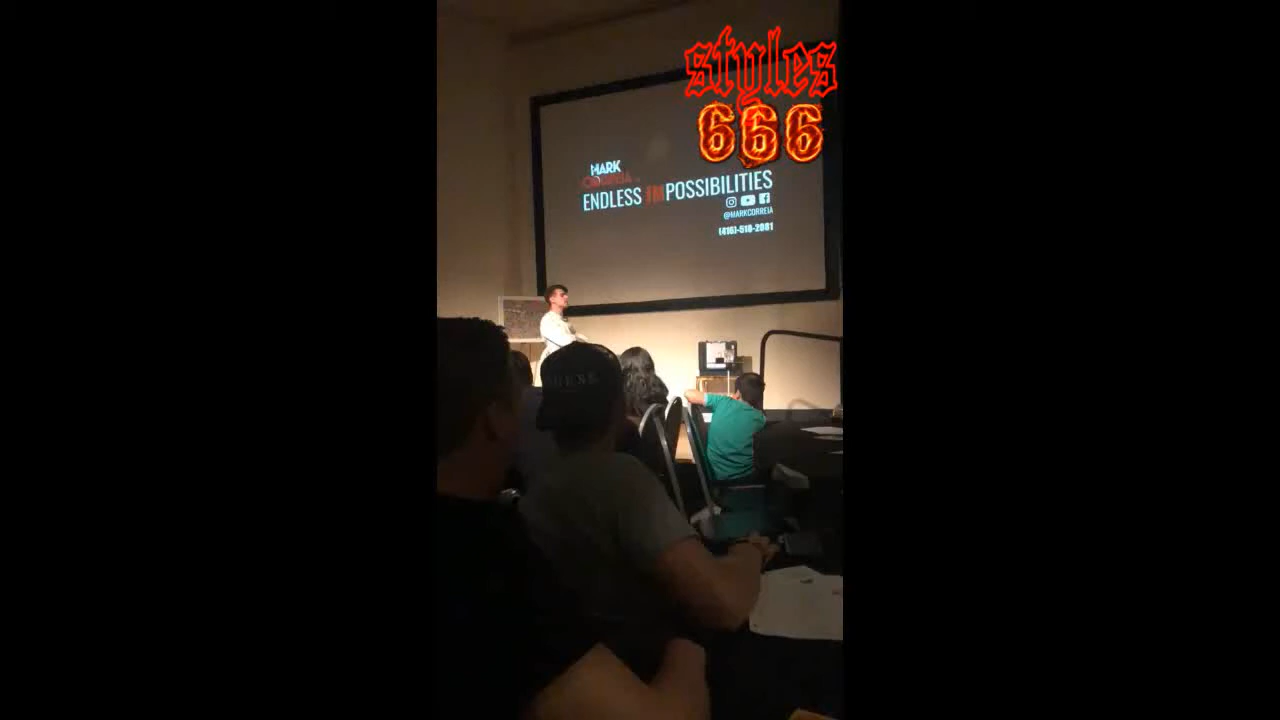 styles
666
MARK
CORREIA
ENDLESS IMPOSSIBILITIES
@MARKCORREIA
(416)-518-2081